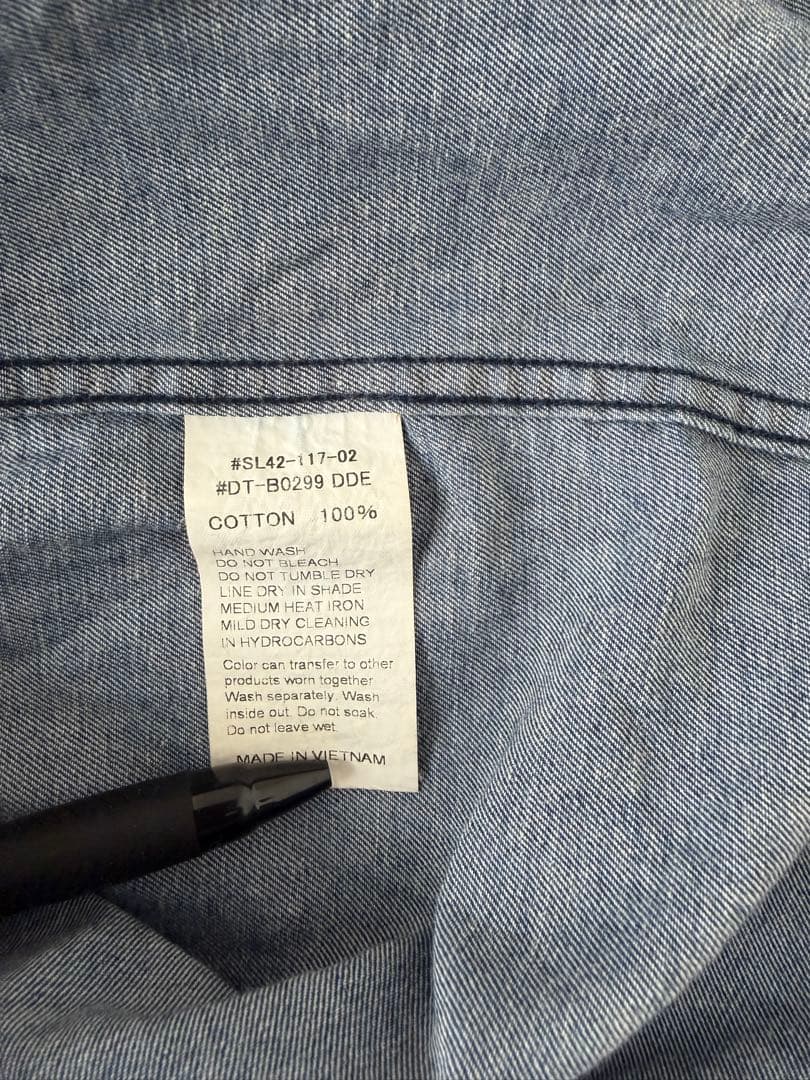 #SL42-117-02
#DT-B0299 DDE
COTTON 100%
HAND WASH
DO NOT BLEACH
DO NOT TUMBLE DRY
LINE DRY IN SHADE
MEDIUM HEAT IRON
MILD DRY CLEANING
IN HYDROCARBONS
Color can transfer to other
products worn together
Wash separately. Wash
inside out. Do not soak.
Do not leave wet.
MADE IN VIETNAM